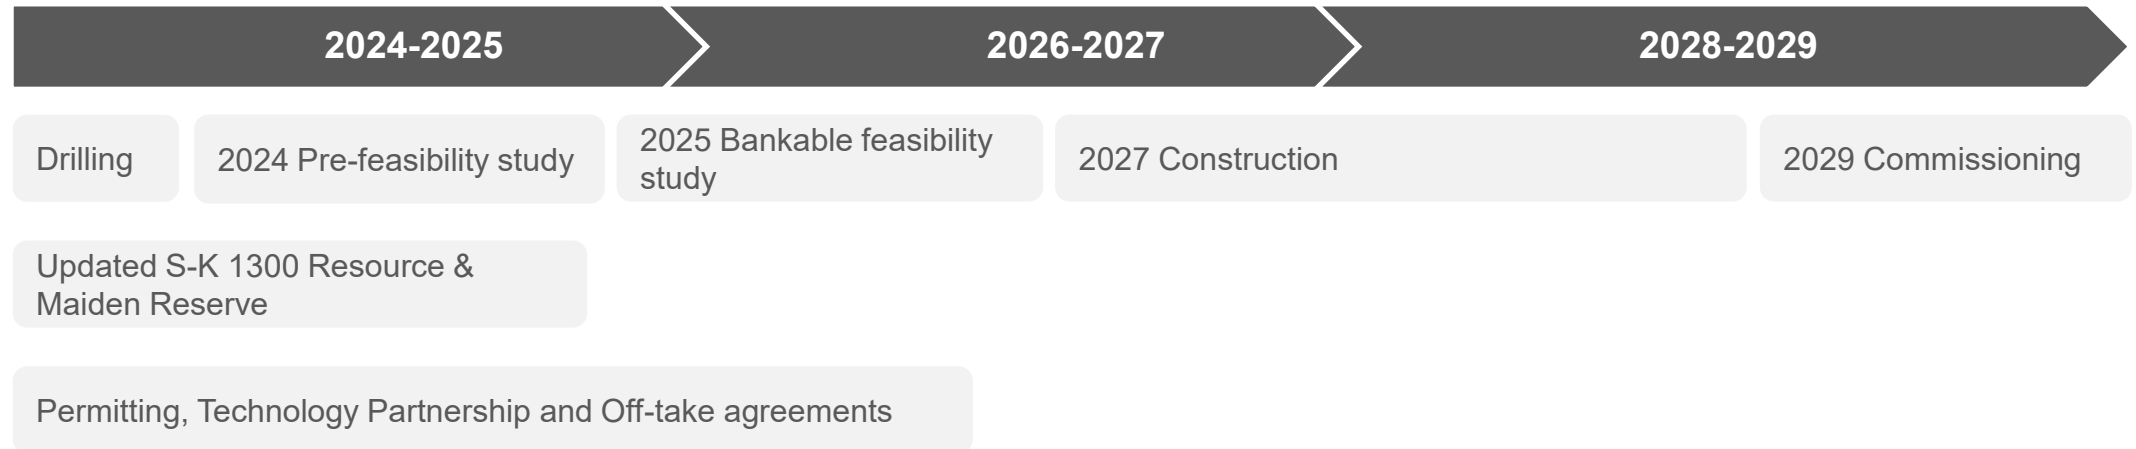 2024-2025
2026-2027
2028-2029
Drilling
2024 Pre-feasibility study
2025 Bankable feasibility
study
2027 Construction
2029 Commissioning
Updated S-K 1300 Resource &
Maiden Reserve
Permitting, Technology Partnership and Off-take agreements